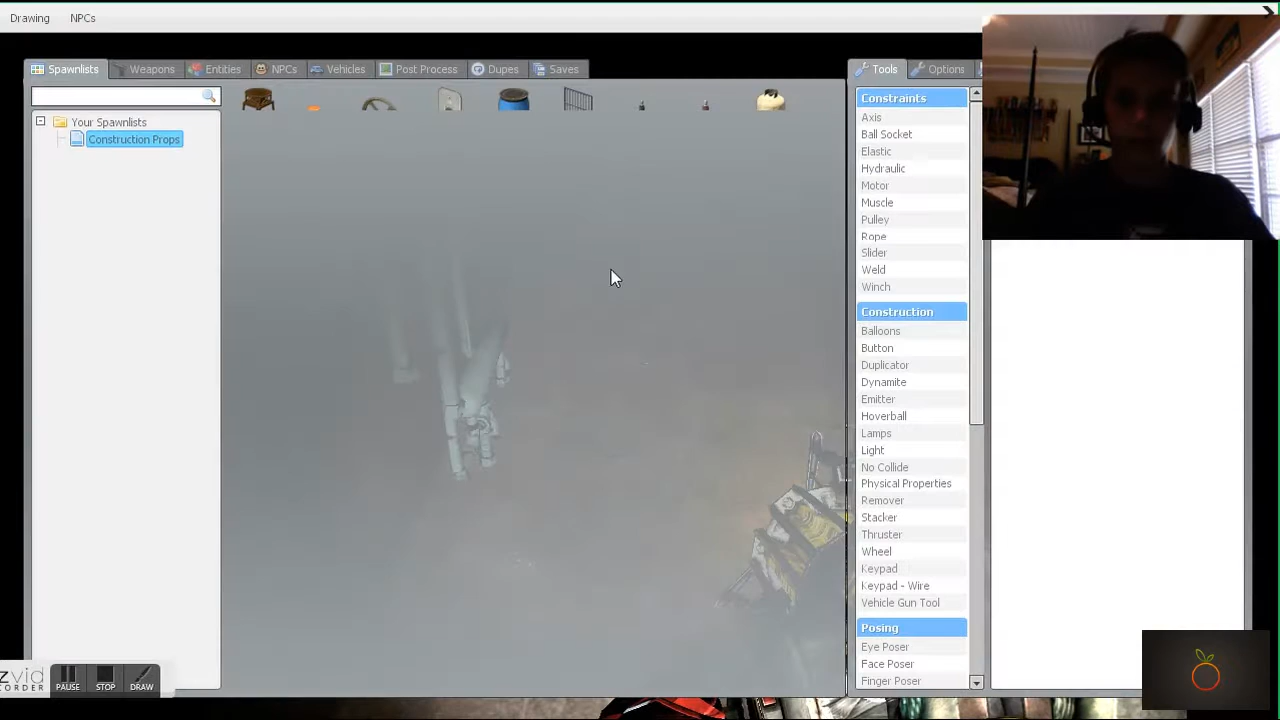 Drawing NPCs
Spawnlists Weapons Entities NPCs Vehicles Post Process Dupes Saves
Tools Options
Your Spawnlists
Construction Props
Constraints
Axis
Ball Socket
Elastic
Hydraulic
Motor
Muscle
Pulley
Rope
Slider
Weld
Winch
Construction
Balloons
Button
Duplicator
Dynamite
Emitter
Hoverball
Lamps
Light
No Collide
Physical Properties
Remover
Stacker
Thruster
Wheel
Keypad
Keypad - Wire
Vehicle Gun Tool
Posing
Eye Poser
Face Poser
Finger Poser
zvid
CORDER
PAUSE STOP DRAW